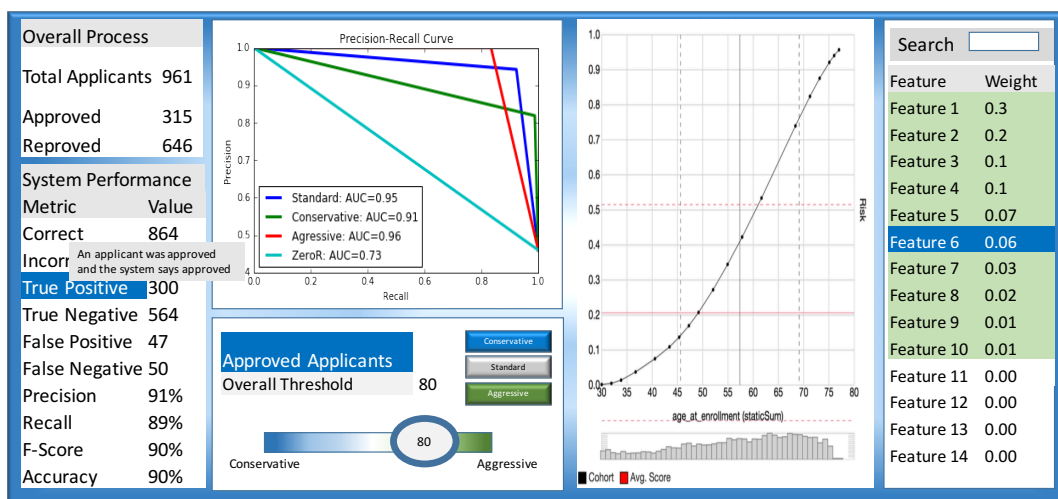 Overall Process
Total Applicants 961
Approved 315
Reproved 646
System Performance
Metric Value
Correct 864
Incorr
An applicant was approved
and the system says approved
True Positive 300
True Negative 564
False Positive 47
False Negative 50
Precision 91%
Recall 89%
F-Score 90%
Accuracy 90%
Precision-Recall Curve
1.0
0.9
0.8
0.7
0.6
0.5
4
Precision
Standard: AUC=0.95
Conservative: AUC=0.91
Agressive: AUC=0.96
ZeroR: AUC=0.73
0.0 0.2 0.4 0.6 0.8 1.0
Recall
Approved Applicants
Overall Threshold 80
Conservative
Standard
Aggressive
80
Conservative Aggressive
1.0
0.9
0.8
0.7
0.6
0.5
0.4
0.3
0.2
0.1
0.0
Risk
30 35 40 45 50 55 60 65 70 75 80
age_at_enrollment (staticSum)
Cohort Avg. Score
Search
Feature Weight
Feature 1 0.3
Feature 2 0.2
Feature 3 0.1
Feature 4 0.1
Feature 5 0.07
Feature 6 0.06
Feature 7 0.03
Feature 8 0.02
Feature 9 0.01
Feature 10 0.01
Feature 11 0.00
Feature 12 0.00
Feature 13 0.00
Feature 14 0.00